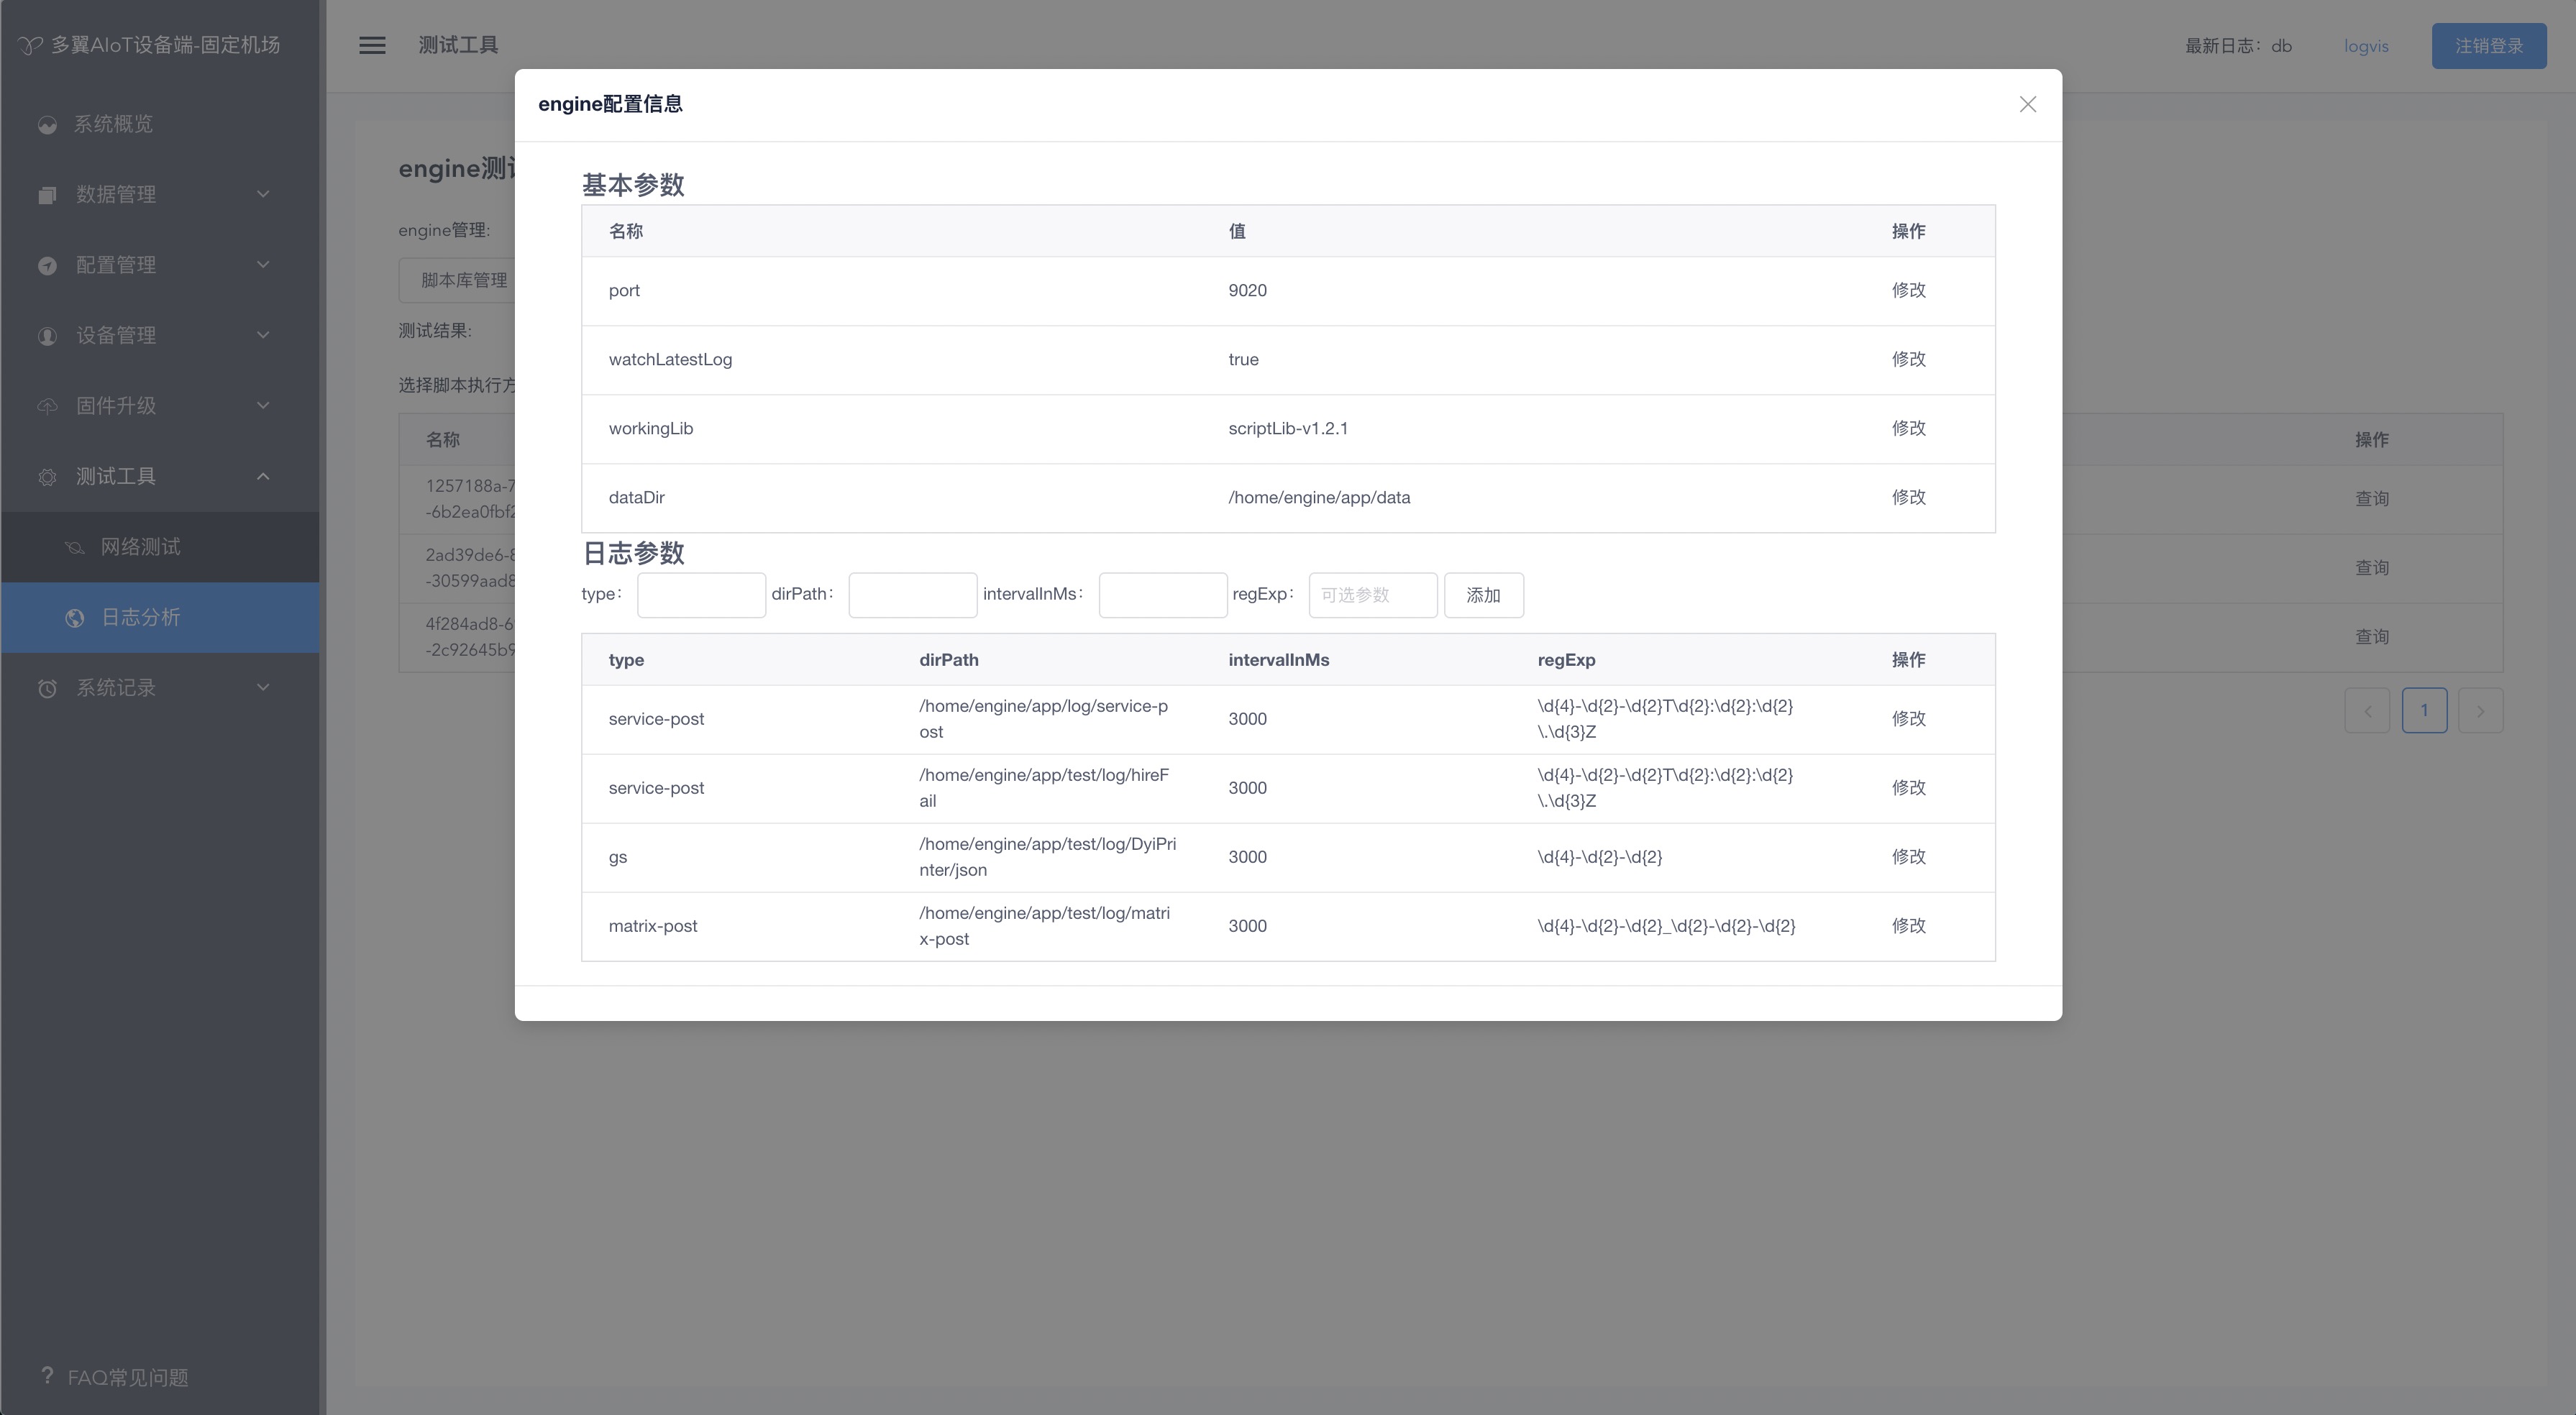 多翼AIoT设备端-固定机场
系统概览
数据管理
配置管理
设备管理
固件升级
测试工具
网络测试
日志分析
系统记录
? FAQ常见问题
测试工具
最新日志：db
logvis
注销登录
engine测
engine管理:
脚本库管理
测试结果:
选择脚本执行方
名称
操作
1257188a-7
-6b2ea0fbf2
查询
2ad39de6-8
-30599aad8
查询
4f284ad8-6
-2c92645b9
查询
1
engine配置信息
基本参数
名称 值 操作
port 9020 修改
watchLatestLog true 修改
workingLib scriptLib-v1.2.1 修改
dataDir /home/engine/app/data 修改
日志参数
type： dirPath： intervalInMs： regExp： 可选参数 添加
type dirPath intervalInMs regExp 操作
service-post /home/engine/app/log/service-p
ost 3000 \d{4}-\d{2}-\d{2}T\d{2}:\d{2}:\d{2}
\.\d{3}Z 修改
service-post /home/engine/app/test/log/hireF
ail 3000 \d{4}-\d{2}-\d{2}T\d{2}:\d{2}:\d{2}
\.\d{3}Z 修改
gs /home/engine/app/test/log/DyiPri
nter/json 3000 \d{4}-\d{2}-\d{2} 修改
matrix-post /home/engine/app/test/log/matri
x-post 3000 \d{4}-\d{2}-\d{2}_\d{2}-\d{2}-\d{2} 修改